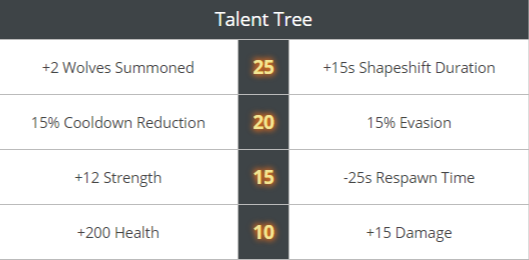 Talent Tree
+2 Wolves Summoned 25 +15s Shapeshift Duration
15% Cooldown Reduction 20 15% Evasion
+12 Strength 15 -25s Respawn Time
+200 Health 10 +15 Damage